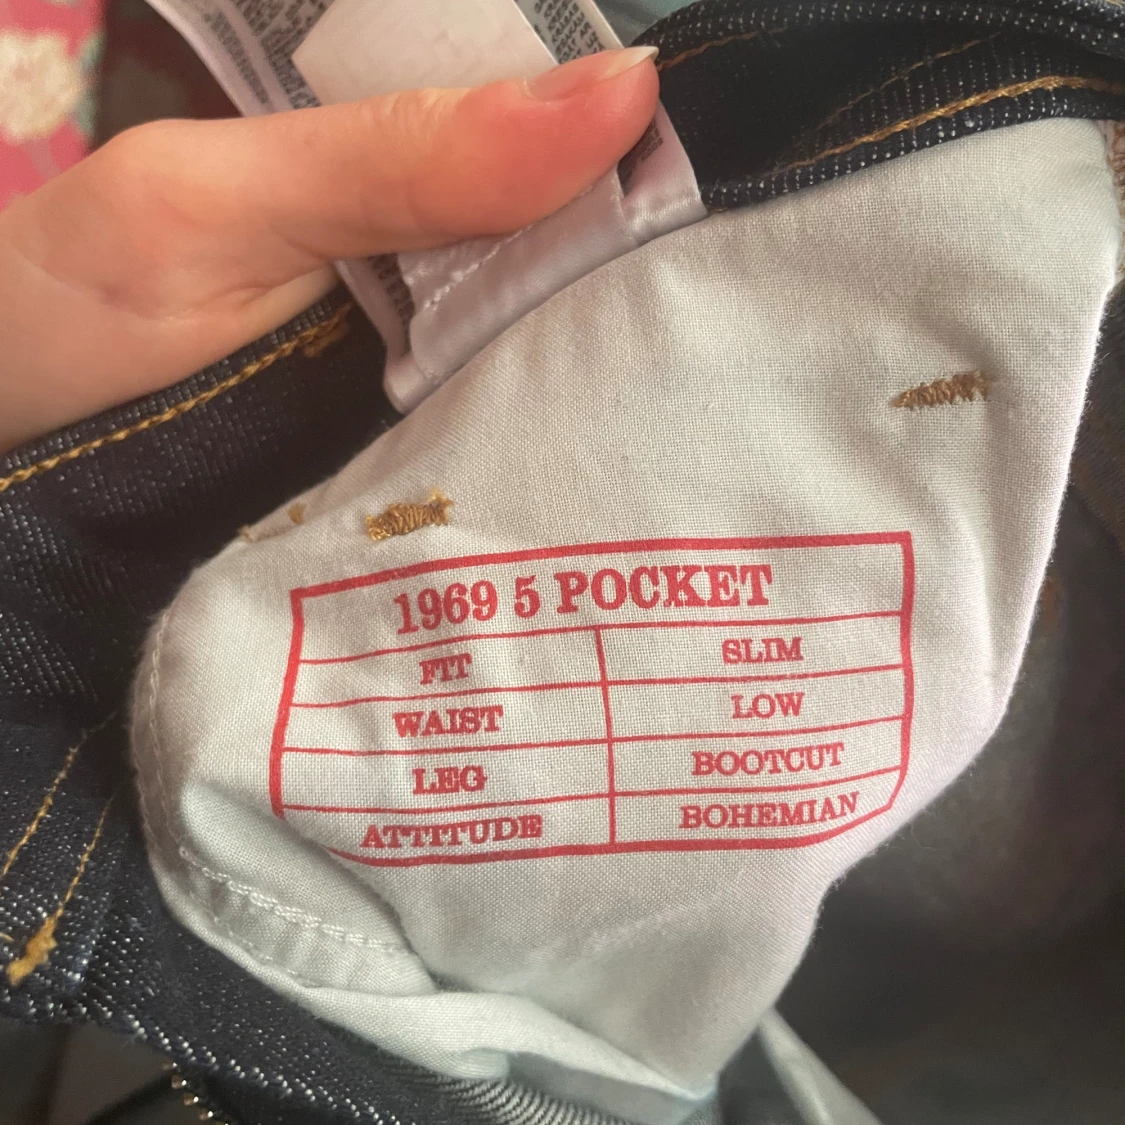 1969 5 POCKET
FIT SLIM
WAIST LOW
LEG BOOTCUT
ATTITUDE BOHEMIAN